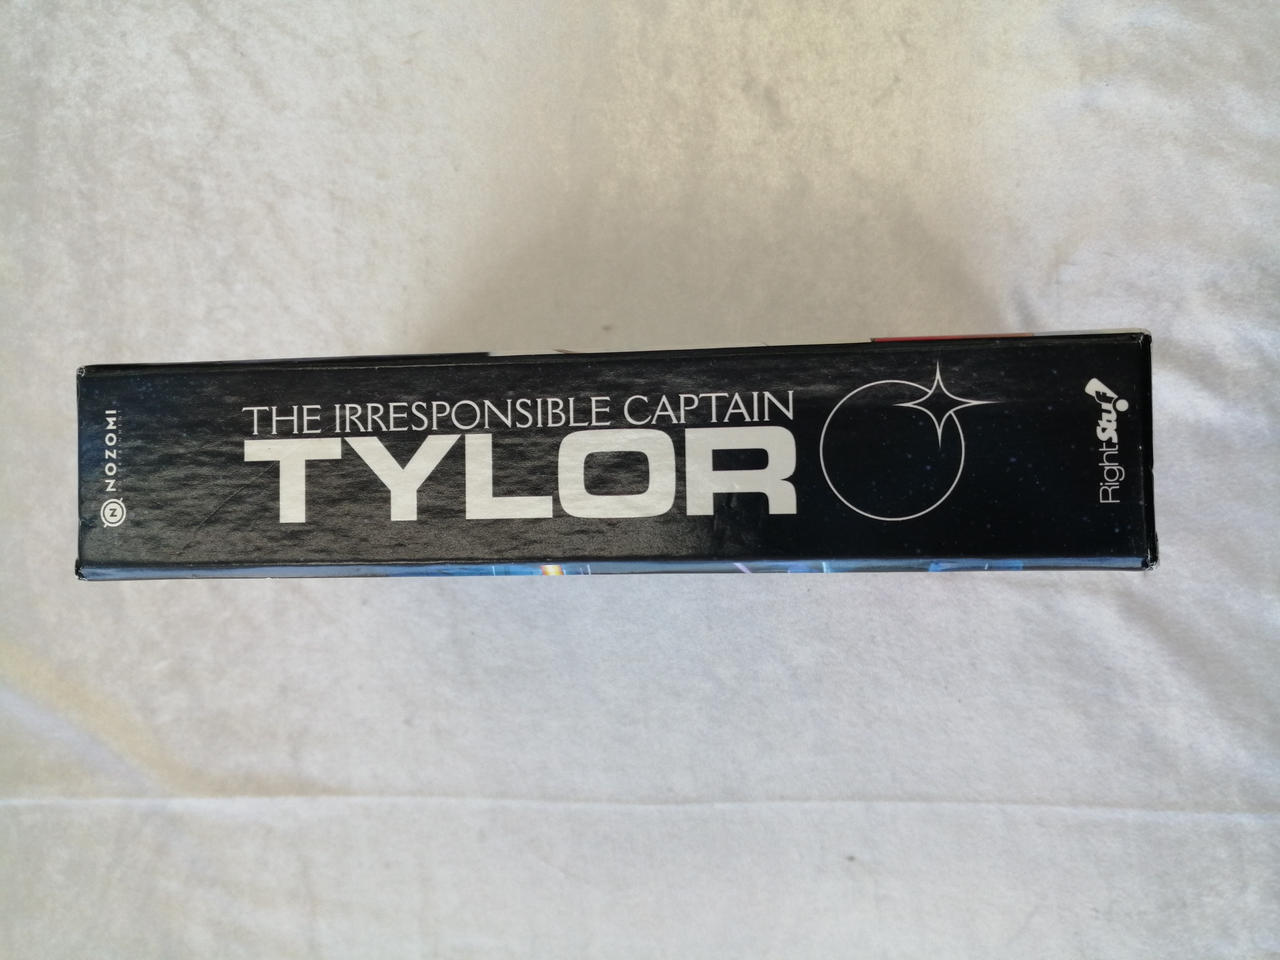 NOZOMI
THE IRRESPONSIBLE CAPTAIN
TYLOR
RightStuf!